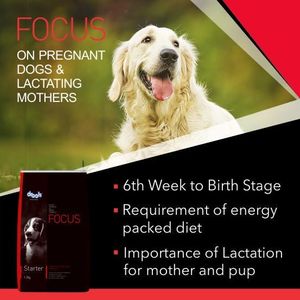 FOCUS
ON PREGNANT
DOGS &
LACTATING
MOTHERS
6th Week to Birth Stage
Requirement of energy
packed diet
Importance of Lactation
for mother and pup
FOCUS
Starter